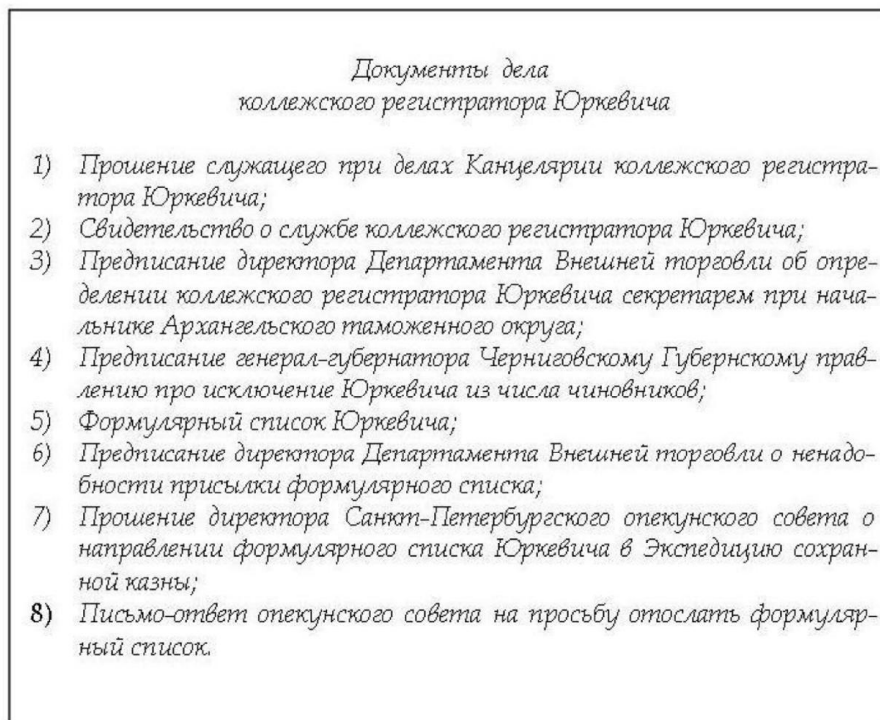 Документы дела
коллежского регистратора Юркевича
1) Прошение служащего при делах Канцелярии коллежского регистра-
тора Юркевича;
2) Свидетельство о службе коллежского регистратора Юркевича;
3) Предписание директора Департамента Внешней торговли об опре-
делении коллежского регистратора Юркевича секретарем при нача-
льнике Архангельского таможенного округа;
4) Предписание генерал-губернатора Черниговскому Губернскому прав-
лению про исключение Юркевича из числа чиновников;
5) Формулярный список Юркевича;
6) Предписание директора Департамента Внешней торговли о ненадо-
бности присылки формулярного списка;
7) Прошение директора Санкт-Петербургского опекунского совета о
направлении формулярного списка Юркевича в Экспедицию сохран-
ной казны;
8) Письмо-ответ опекунского совета на просьбу отослать формуляр-
ный список.